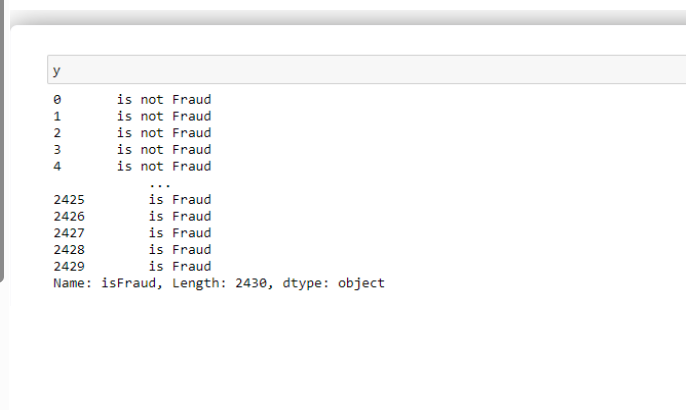 y
0 is not Fraud
1 is not Fraud
2 is not Fraud
3 is not Fraud
4 is not Fraud
...
2425 is Fraud
2426 is Fraud
2427 is Fraud
2428 is Fraud
2429 is Fraud
Name: isFraud, Length: 2430, dtype: object